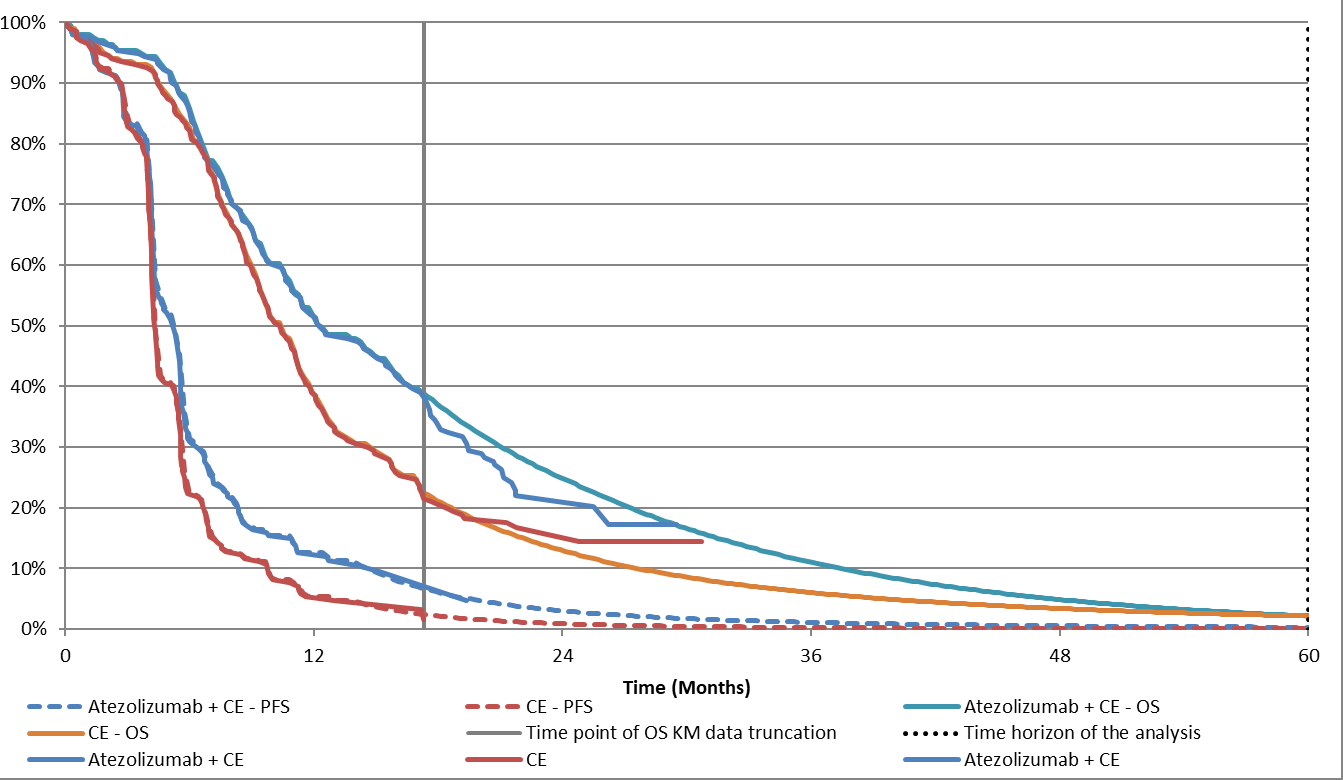 100%
90%
80%
70%
60%
50%
40%
30%
20%
10%
0%
0 12 24 36 48 60
Time (Months)
Atezolizumab + CE - PFS CE - PFS Atezolizumab + CE - OS
CE - OS Time point of OS KM data truncation Time horizon of the analysis
Atezolizumab + CE CE Atezolizumab + CE